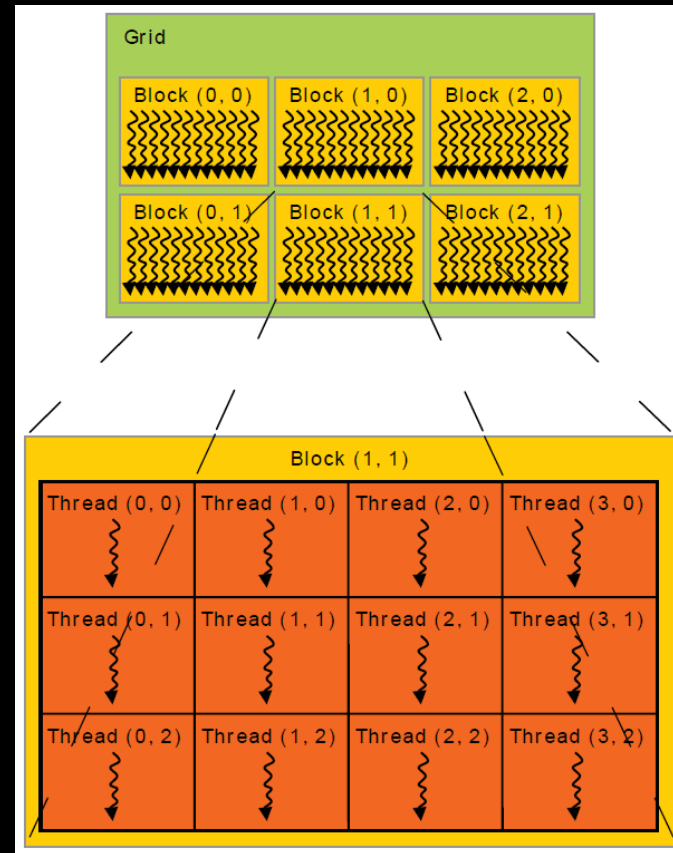 Grid
Block (0, 0) Block (1, 0) Block (2, 0)
Block (0, 1) Block (1, 1) Block (2, 1)
Block (1, 1)
Thread (0, 0) Thread (1, 0) Thread (2, 0) Thread (3, 0)
Thread (0, 1) Thread (1, 1) Thread (2, 1) Thread (3, 1)
Thread (0, 2) Thread (1, 2) Thread (2, 2) Thread (3, 2)